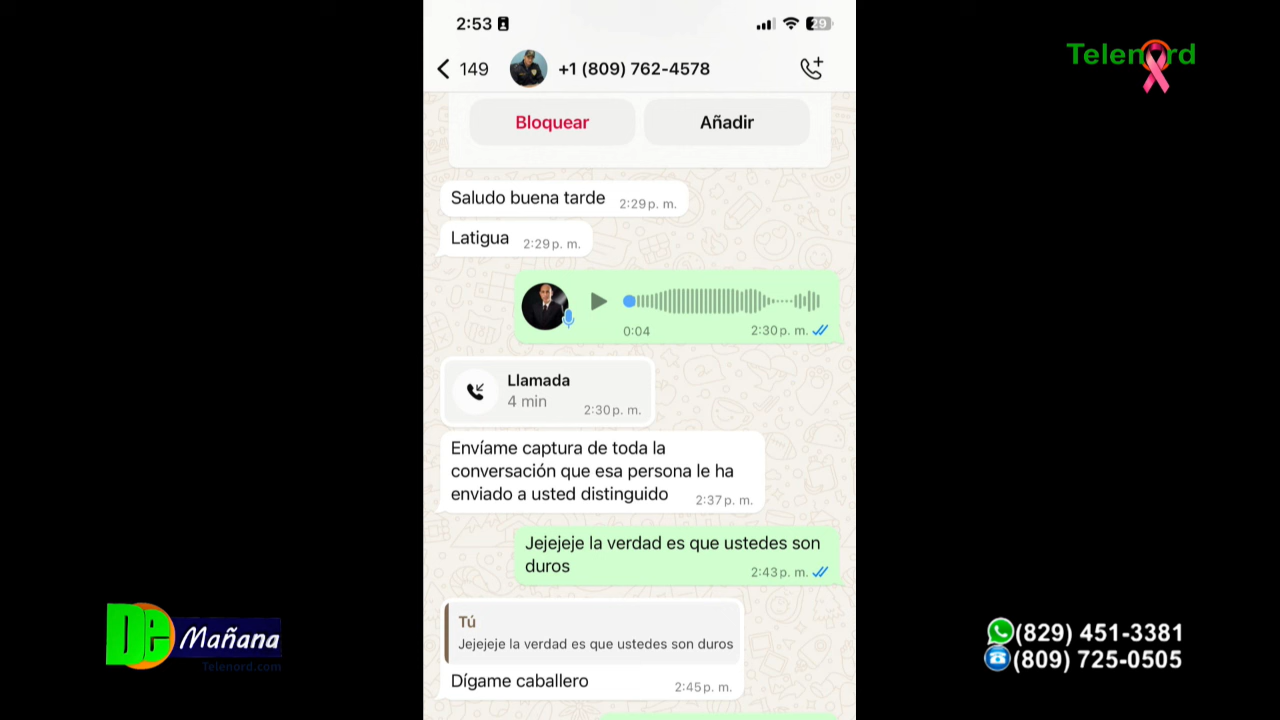 2:53
29
Telenord
149
+1 (809) 762-4578
Bloquear
Añadir
Saludo buena tarde 2:29 p. m.
Latigua 2:29 p. m.
0:04
2:30 p. m.
Llamada
4 min
2:30 p. m.
Envíame captura de toda la
conversación que esa persona le ha
enviado a usted distinguido 2:37 p. m.
Jejejeje la verdad es que ustedes son
duros
2:43 p. m.
Tú
Jejejeje la verdad es que ustedes son duros
Dígame caballero 2:45 p. m.
De Mañana
Telenord.com
(829) 451-3381
(809) 725-0505